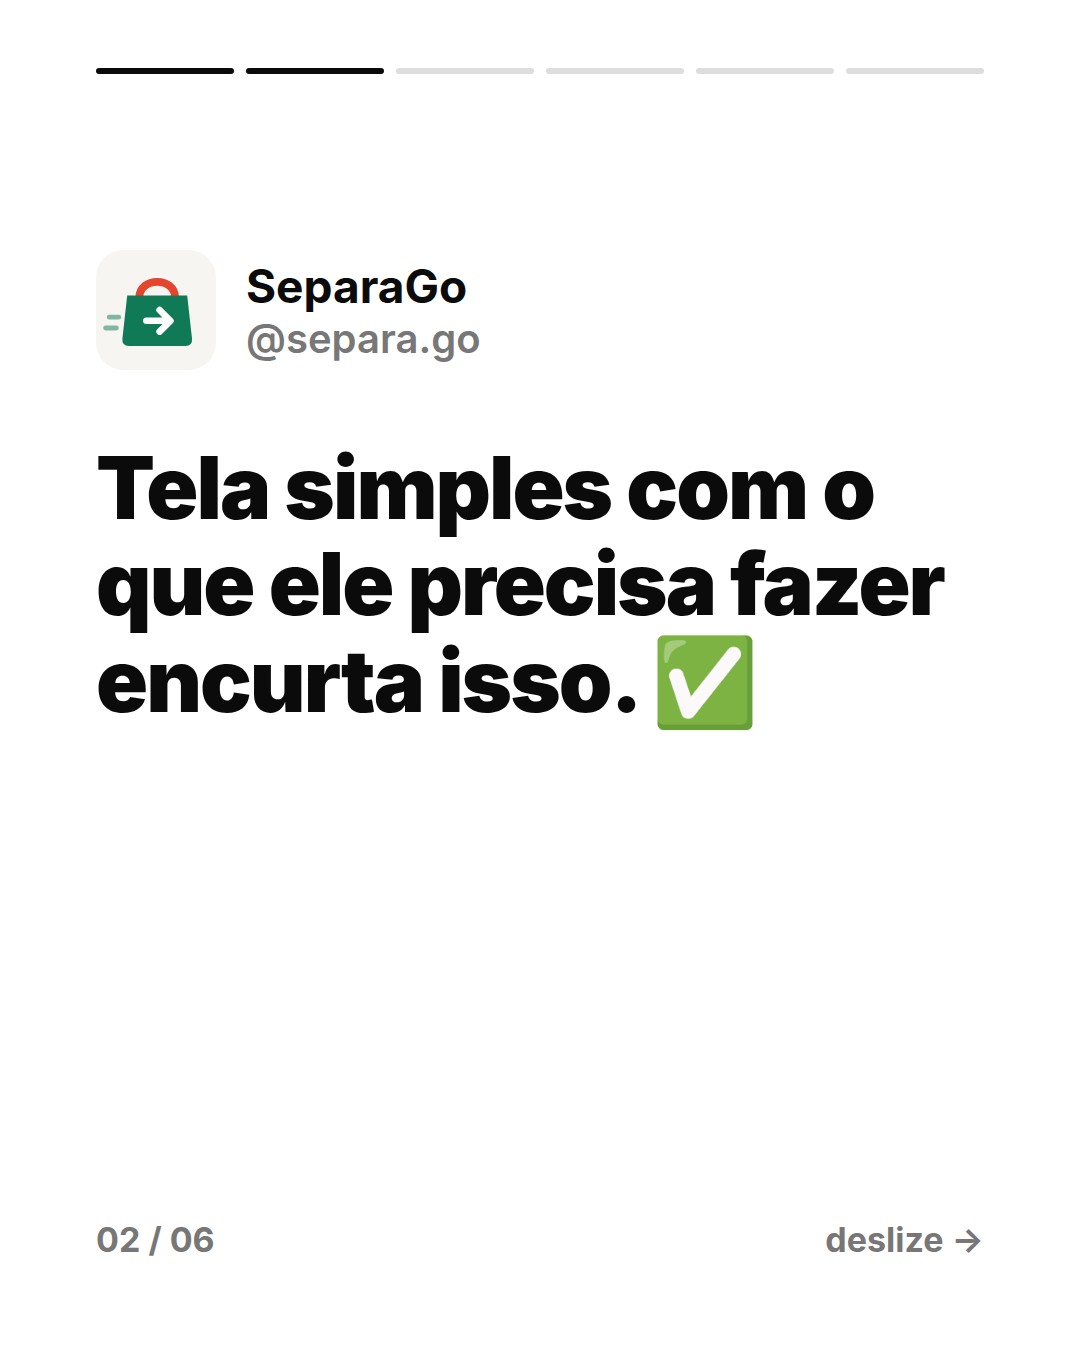 SeparaGo
@separa.go
Tela simples com o
que ele precisa fazer
encurta isso. ✅
02 / 06
deslize →